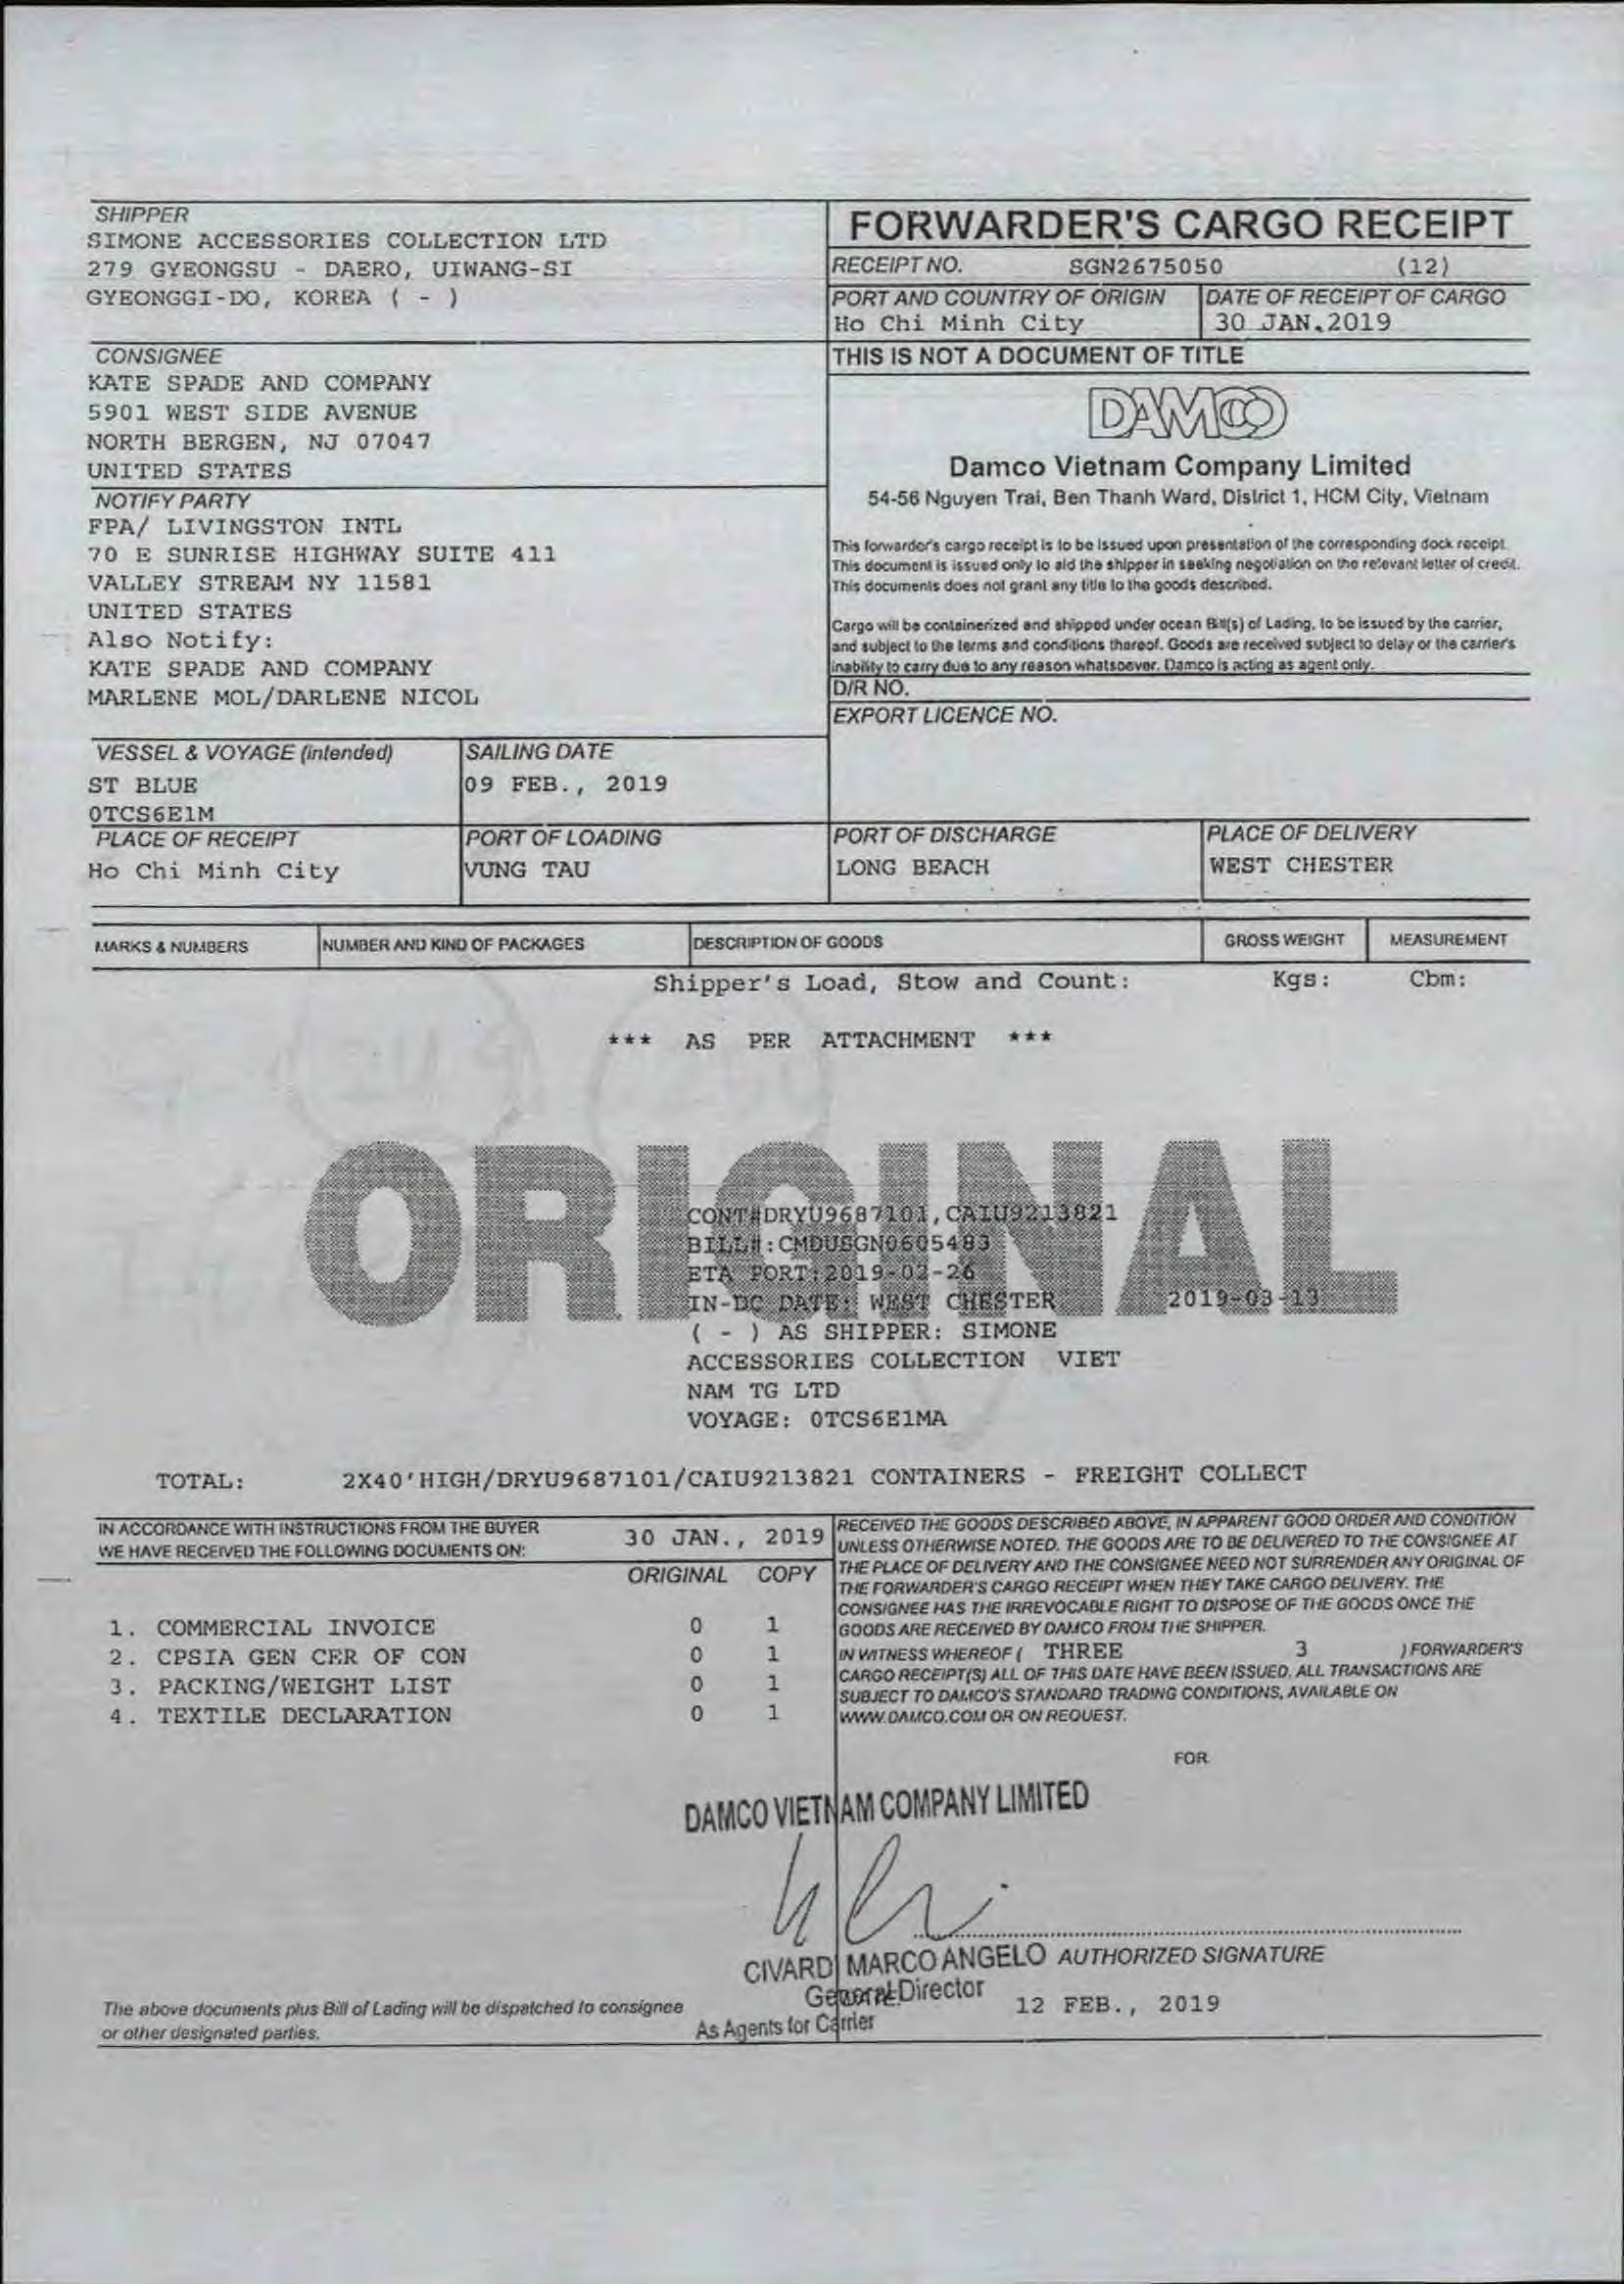 SHIPPER
SIMONE ACCESSORIES COLLECTION LTD
279 GYEONGSU - DAERO, UIWANG-SI
GYEONGGI-DO, KOREA ( - )
FORWARDER'S CARGO RECEIPT
RECEIPT NO. SGN2675050 (12)
PORT AND COUNTRY OF ORIGIN
Ho Chi Minh City
DATE OF RECEIPT OF CARGO
30 JAN.2019
CONSIGNEE
KATE SPADE AND COMPANY
5901 WEST SIDE AVENUE
NORTH BERGEN, NJ 07047
UNITED STATES
THIS IS NOT A DOCUMENT OF TITLE
DAMCO
Damco Vietnam Company Limited
54-56 Nguyen Trai, Ben Thanh Ward, District 1, HCM City, Vietnam
NOTIFY PARTY
FPA/ LIVINGSTON INTL
70 E SUNRISE HIGHWAY SUITE 411
VALLEY STREAM NY 11581
UNITED STATES
Also Notify:
KATE SPADE AND COMPANY
MARLENE MOL/DARLENE NICOL
This forwarder's cargo receipt is to be issued upon presentation of the corresponding dock receipt.
This document is issued only to aid the shipper in seeking negotiation on the relevant letter of credit.
This documents does not grant any title to the goods described.
Cargo will be containerized and shipped under ocean Bill(s) of Lading, to be issued by the carrier,
and subject to the terms and conditions thereof. Goods are received subject to delay or the carrier's
inability to carry due to any reason whatsoever. Damco is acting as agent only.
D/R NO.
EXPORT LICENCE NO.
VESSEL & VOYAGE (intended)
ST BLUE
0TCS6E1M
SAILING DATE
09 FEB., 2019
PLACE OF RECEIPT
Ho Chi Minh City
PORT OF LOADING
VUNG TAU
PORT OF DISCHARGE
LONG BEACH
PLACE OF DELIVERY
WEST CHESTER
MARKS & NUMBERS NUMBER AND KIND OF PACKAGES DESCRIPTION OF GOODS GROSS WEIGHT MEASUREMENT
Shipper's Load, Stow and Count: Kgs: Cbm:
*** AS PER ATTACHMENT ***
ORIGINAL
CONT#DRYU9687101,CAIU9213821
BILL#:CMDUSGN0605483
ETA PORT:2019-02-26
IN-DC DATE: WEST CHESTER 2019-03-13
( - ) AS SHIPPER: SIMONE
ACCESSORIES COLLECTION VIET
NAM TG LTD
VOYAGE: 0TCS6E1MA
TOTAL: 2X40'HIGH/DRYU9687101/CAIU9213821 CONTAINERS - FREIGHT COLLECT
IN ACCORDANCE WITH INSTRUCTIONS FROM THE BUYER
WE HAVE RECEIVED THE FOLLOWING DOCUMENTS ON: 30 JAN., 2019
ORIGINAL COPY
1. COMMERCIAL INVOICE 0 1
2. CPSIA GEN CER OF CON 0 1
3. PACKING/WEIGHT LIST 0 1
4. TEXTILE DECLARATION 0 1
RECEIVED THE GOODS DESCRIBED ABOVE, IN APPARENT GOOD ORDER AND CONDITION
UNLESS OTHERWISE NOTED. THE GOODS ARE TO BE DELIVERED TO THE CONSIGNEE AT
THE PLACE OF DELIVERY AND THE CONSIGNEE NEED NOT SURRENDER ANY ORIGINAL OF
THE FORWARDER'S CARGO RECEIPT WHEN THEY TAKE CARGO DELIVERY. THE
CONSIGNEE HAS THE IRREVOCABLE RIGHT TO DISPOSE OF THE GOODS ONCE THE
GOODS ARE RECEIVED BY DAMCO FROM THE SHIPPER.
IN WITNESS WHEREOF ( THREE 3 ) FORWARDER'S
CARGO RECEIPT(S) ALL OF THIS DATE HAVE BEEN ISSUED. ALL TRANSACTIONS ARE
SUBJECT TO DAMCO'S STANDARD TRADING CONDITIONS, AVAILABLE ON
WWW.DAMCO.COM OR ON REQUEST.
FOR
DAMCO VIETNAM COMPANY LIMITED
CIVARDI MARCO ANGELO AUTHORIZED SIGNATURE
General Director
12 FEB., 2019
As Agents for Carrier
The above documents plus Bill of Lading will be dispatched to consignee
or other designated parties.